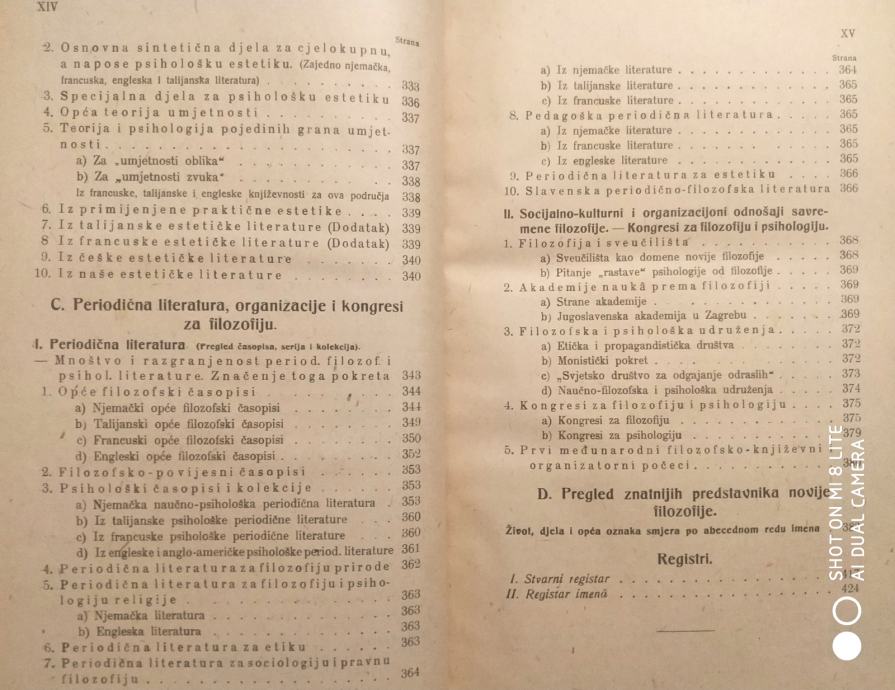 XIV
Strana
2. Osnovna sintetična djela za cjelokupnu,
a napose psihološku estetiku. (Zajedno njemačka,
francuska, engleska i talijanska literatura) . . . . . . . . . . 333
3. Specijalna djela za psihološku estetiku 336
4. Opća teorija umjetnosti . . . . . . . . . . 337
5. Teorija i psihologija pojedinih grana umjet-
nosti . . . . . . . . . . 337
a) Za „umjetnosti oblika“ . . . . . . . . . . 337
b) Za „umjetnosti zvuka“ . . . . . . . . . . 338
Iz francuske, talijanske i engleske književnosti za ova područja 338
6. Iz primijenjene praktične estetike . . . . 339
7. Iz talijanske estetičke literature (Dodatak) 339
8 Iz francuske estetičke literature (Dodatak) 339
9. Iz češke estetičke literature . . . . . . . 340
10. Iz naše estetičke literature . . . . . . . 340
C. Periodična literatura, organizacije i kongresi
za filozofiju.
I. Periodična literatura (Pregled časopisa, serija i kolekcija).
— Mnoštvo i razgranjenost period. filozof. i
psihol. literature. Značenje toga pokreta 343
1. Opće filozofski časopisi . . . . . . . . 344
a) Njemački opće filozofski časopisi . . . . . . . 344
b) Talijanski opće filozofski časopisi . . . . . . . 349
c) Francuski opće filozofski časopisi . . . . . . . 350
d) Engleski opće filozofski časopisi . . . . . . . 352
2. Filozofsko-povijesni časopisi . . . . . . 353
3. Psihološki časopisi i kolekcije . . . . . . 353
a) Njemačka naučno-psihološka periodična literatura . 353
b) Iz talijanske psihološke periodične literature . . . 360
c) Iz francuske psihološke periodične literature . . . 360
d) Iz engleske i anglo-američke psihološke period. literature 361
4. Periodična literatura za filozofiju prirode 362
5. Periodična literatura za filozofiju i psiho-
logiju religije . . . . . . . . . . 363
a) Njemačka literatura . . . . . . . . . . 363
b) Engleska literatura . . . . . . . . . . 363
6. Periodična literatura za etiku . . . . . . 363
7. Periodična literatura za sociologiju i pravnu
filozofiju . . . . . . . . . . 364
XV
Strana
a) Iz njemačke literature . . . . . . . . . . 364
b) Iz talijanske literature . . . . . . . . . . 365
c) Iz francuske literature . . . . . . . . . . 365
8. Pedagoška periodična literatura . . . . 365
a) Iz njemačke literature . . . . . . . . . . 365
b) Iz francuske literature . . . . . . . . . . 365
c) Iz engleske literature . . . . . . . . . . 365
9. Periodična literatura za estetiku . . . . 366
10. Slavenska periodično-filozofska literatura 366
II. Socijalno-kulturni i organizacijoni odnošaji savre-
mene filozofije. — Kongresi za filozofiju i psihologiju.
1. Filozofija i sveučilišta . . . . . . . . . . 368
a) Sveučilišta kao domene novije filozofije . . . . . 368
b) Pitanje „rastave“ psihologije od filozofije . . . . . 369
2. Akademije naukâ prema filozofiji . . . . . 369
a) Strane akademije . . . . . . . . . . 369
b) Jugoslavenska akademija u Zagrebu . . . . . . . 369
3. Filozofska i psihološka udruženja . . . . . 372
a) Etička i propagandistička društva . . . . . . . 372
b) Monistički pokret . . . . . . . . . . 372
c) „Svjetsko društvo za odgajanje odraslih“ . . . . . 373
d) Naučno-filozofska i psihološka udruženja . . . . . 374
4. Kongresi za filozofiju i psihologiju . . . . 375
a) Kongresi za filozofiju . . . . . . . . . . 375
b) Kongresi za psihologiju . . . . . . . . . . 379
5. Prvi međunarodni filozofsko-književni i
organizatorni počeci . . . . . . . . . .
D. Pregled znatnijih predstavnika novije
filozofije.
Život, djela i opća oznaka smjera po abecednom redu imena
Registri.
I. Stvarni registar . . . . . . . . . .
II. Registar imenâ . . . . . . . . . . 424
SHOT ON MI 8 LITE
AI DUAL CAMERA